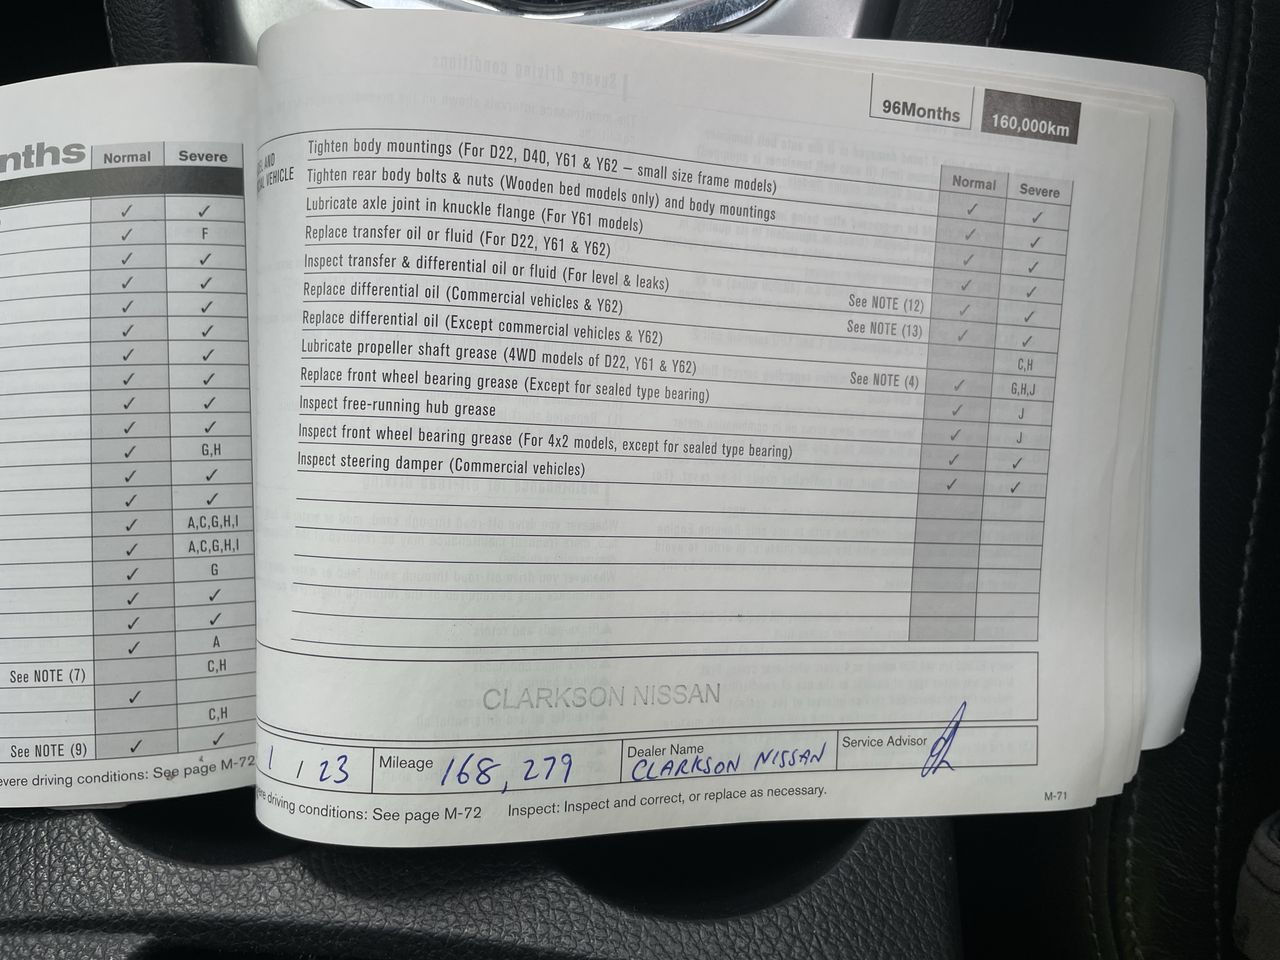 nths
Normal Severe
✓ ✓
✓ F
✓ ✓
✓ ✓
✓ ✓
✓ ✓
✓ ✓
✓ ✓
✓ ✓
✓ ✓
✓ G,H
✓ ✓
✓ ✓
✓ A,C,G,H,I
✓ A,C,G,H,I
✓ G
✓ ✓
✓ ✓
✓ A
See NOTE (7) C,H
✓
C,H
See NOTE (9) ✓ ✓
evere driving conditions: See page M-72
96Months 160,000km
AND
VEHICLE
Normal Severe
Tighten body mountings (For D22, D40, Y61 & Y62 – small size frame models) ✓ ✓
Tighten rear body bolts & nuts (Wooden bed models only) and body mountings ✓ ✓
Lubricate axle joint in knuckle flange (For Y61 models) ✓ ✓
Replace transfer oil or fluid (For D22, Y61 & Y62) ✓ ✓
Inspect transfer & differential oil or fluid (For level & leaks) See NOTE (12) ✓ ✓
Replace differential oil (Commercial vehicles & Y62) See NOTE (13) ✓ ✓
Replace differential oil (Except commercial vehicles & Y62) C,H
Lubricate propeller shaft grease (4WD models of D22, Y61 & Y62) See NOTE (4) ✓ G,H,J
Replace front wheel bearing grease (Except for sealed type bearing) ✓ J
Inspect free-running hub grease ✓ J
Inspect front wheel bearing grease (For 4x2 models, except for sealed type bearing) ✓ ✓
Inspect steering damper (Commercial vehicles) ✓ ✓
CLARKSON NISSAN
1 / 23 Mileage 168,279 Dealer Name CLARKSON NISSAN Service Advisor
ere driving conditions: See page M-72 Inspect: Inspect and correct, or replace as necessary.
M-71